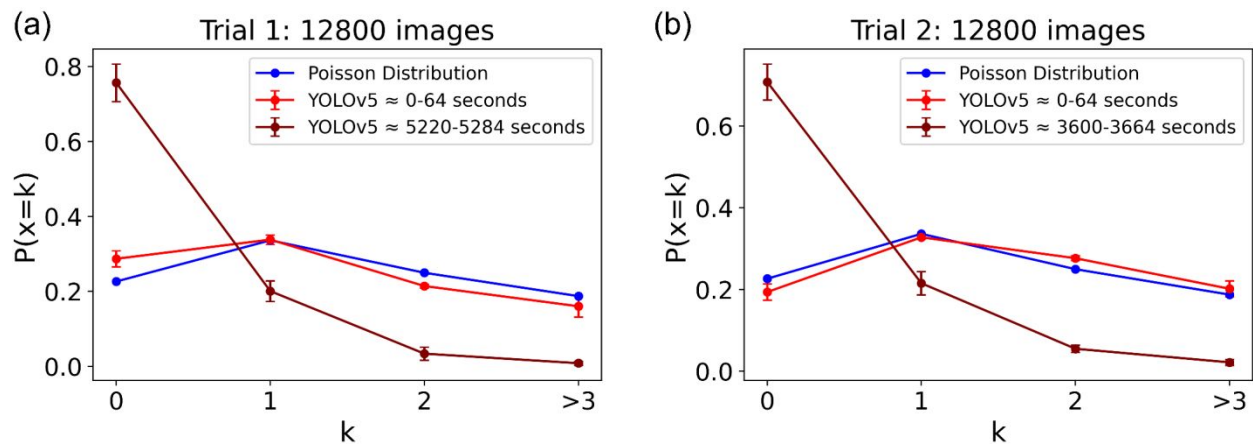 (a)
Trial 1: 12800 images
Poisson Distribution
YOLOv5 ≈ 0-64 seconds
YOLOv5 ≈ 5220-5284 seconds
P(x=k)
0.8
0.6
0.4
0.2
0.0
0 1 2 >3
k
(b)
Trial 2: 12800 images
Poisson Distribution
YOLOv5 ≈ 0-64 seconds
YOLOv5 ≈ 3600-3664 seconds
P(x=k)
0.6
0.4
0.2
0.0
0 1 2 >3
k